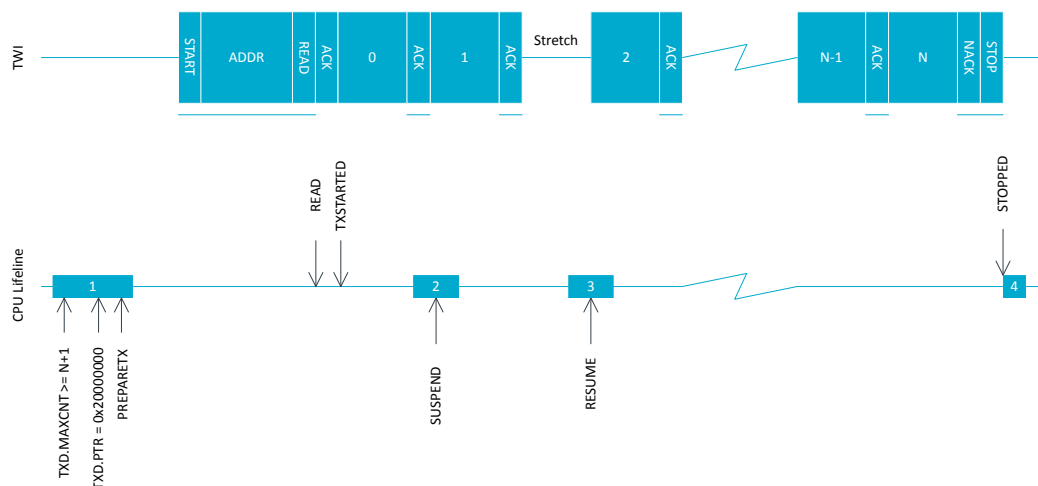 TWI
START
ADDR
READ
ACK
0
ACK
1
ACK
Stretch
2
ACK
N-1
ACK
N
NACK
STOP
CPU Lifeline
READ
TXSTARTED
STOPPED
1
2
3
4
TXD.MAXCNT >= N+1
TXD.PTR = 0x20000000
PREPARETX
SUSPEND
RESUME